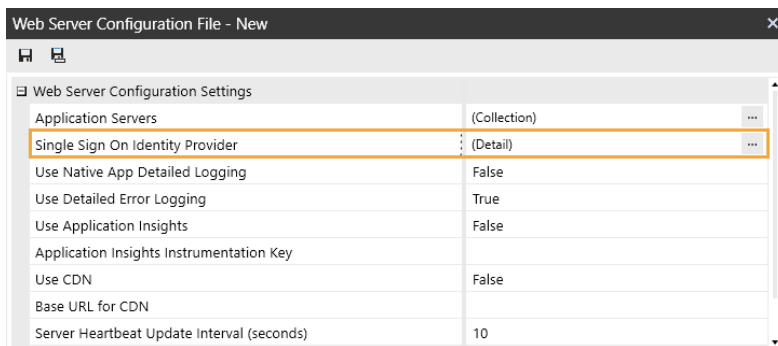 Web Server Configuration File - New
Web Server Configuration Settings
Application Servers (Collection) ...
Single Sign On Identity Provider (Detail) ...
Use Native App Detailed Logging False
Use Detailed Error Logging True
Use Application Insights False
Application Insights Instrumentation Key
Use CDN False
Base URL for CDN
Server Heartbeat Update Interval (seconds) 10